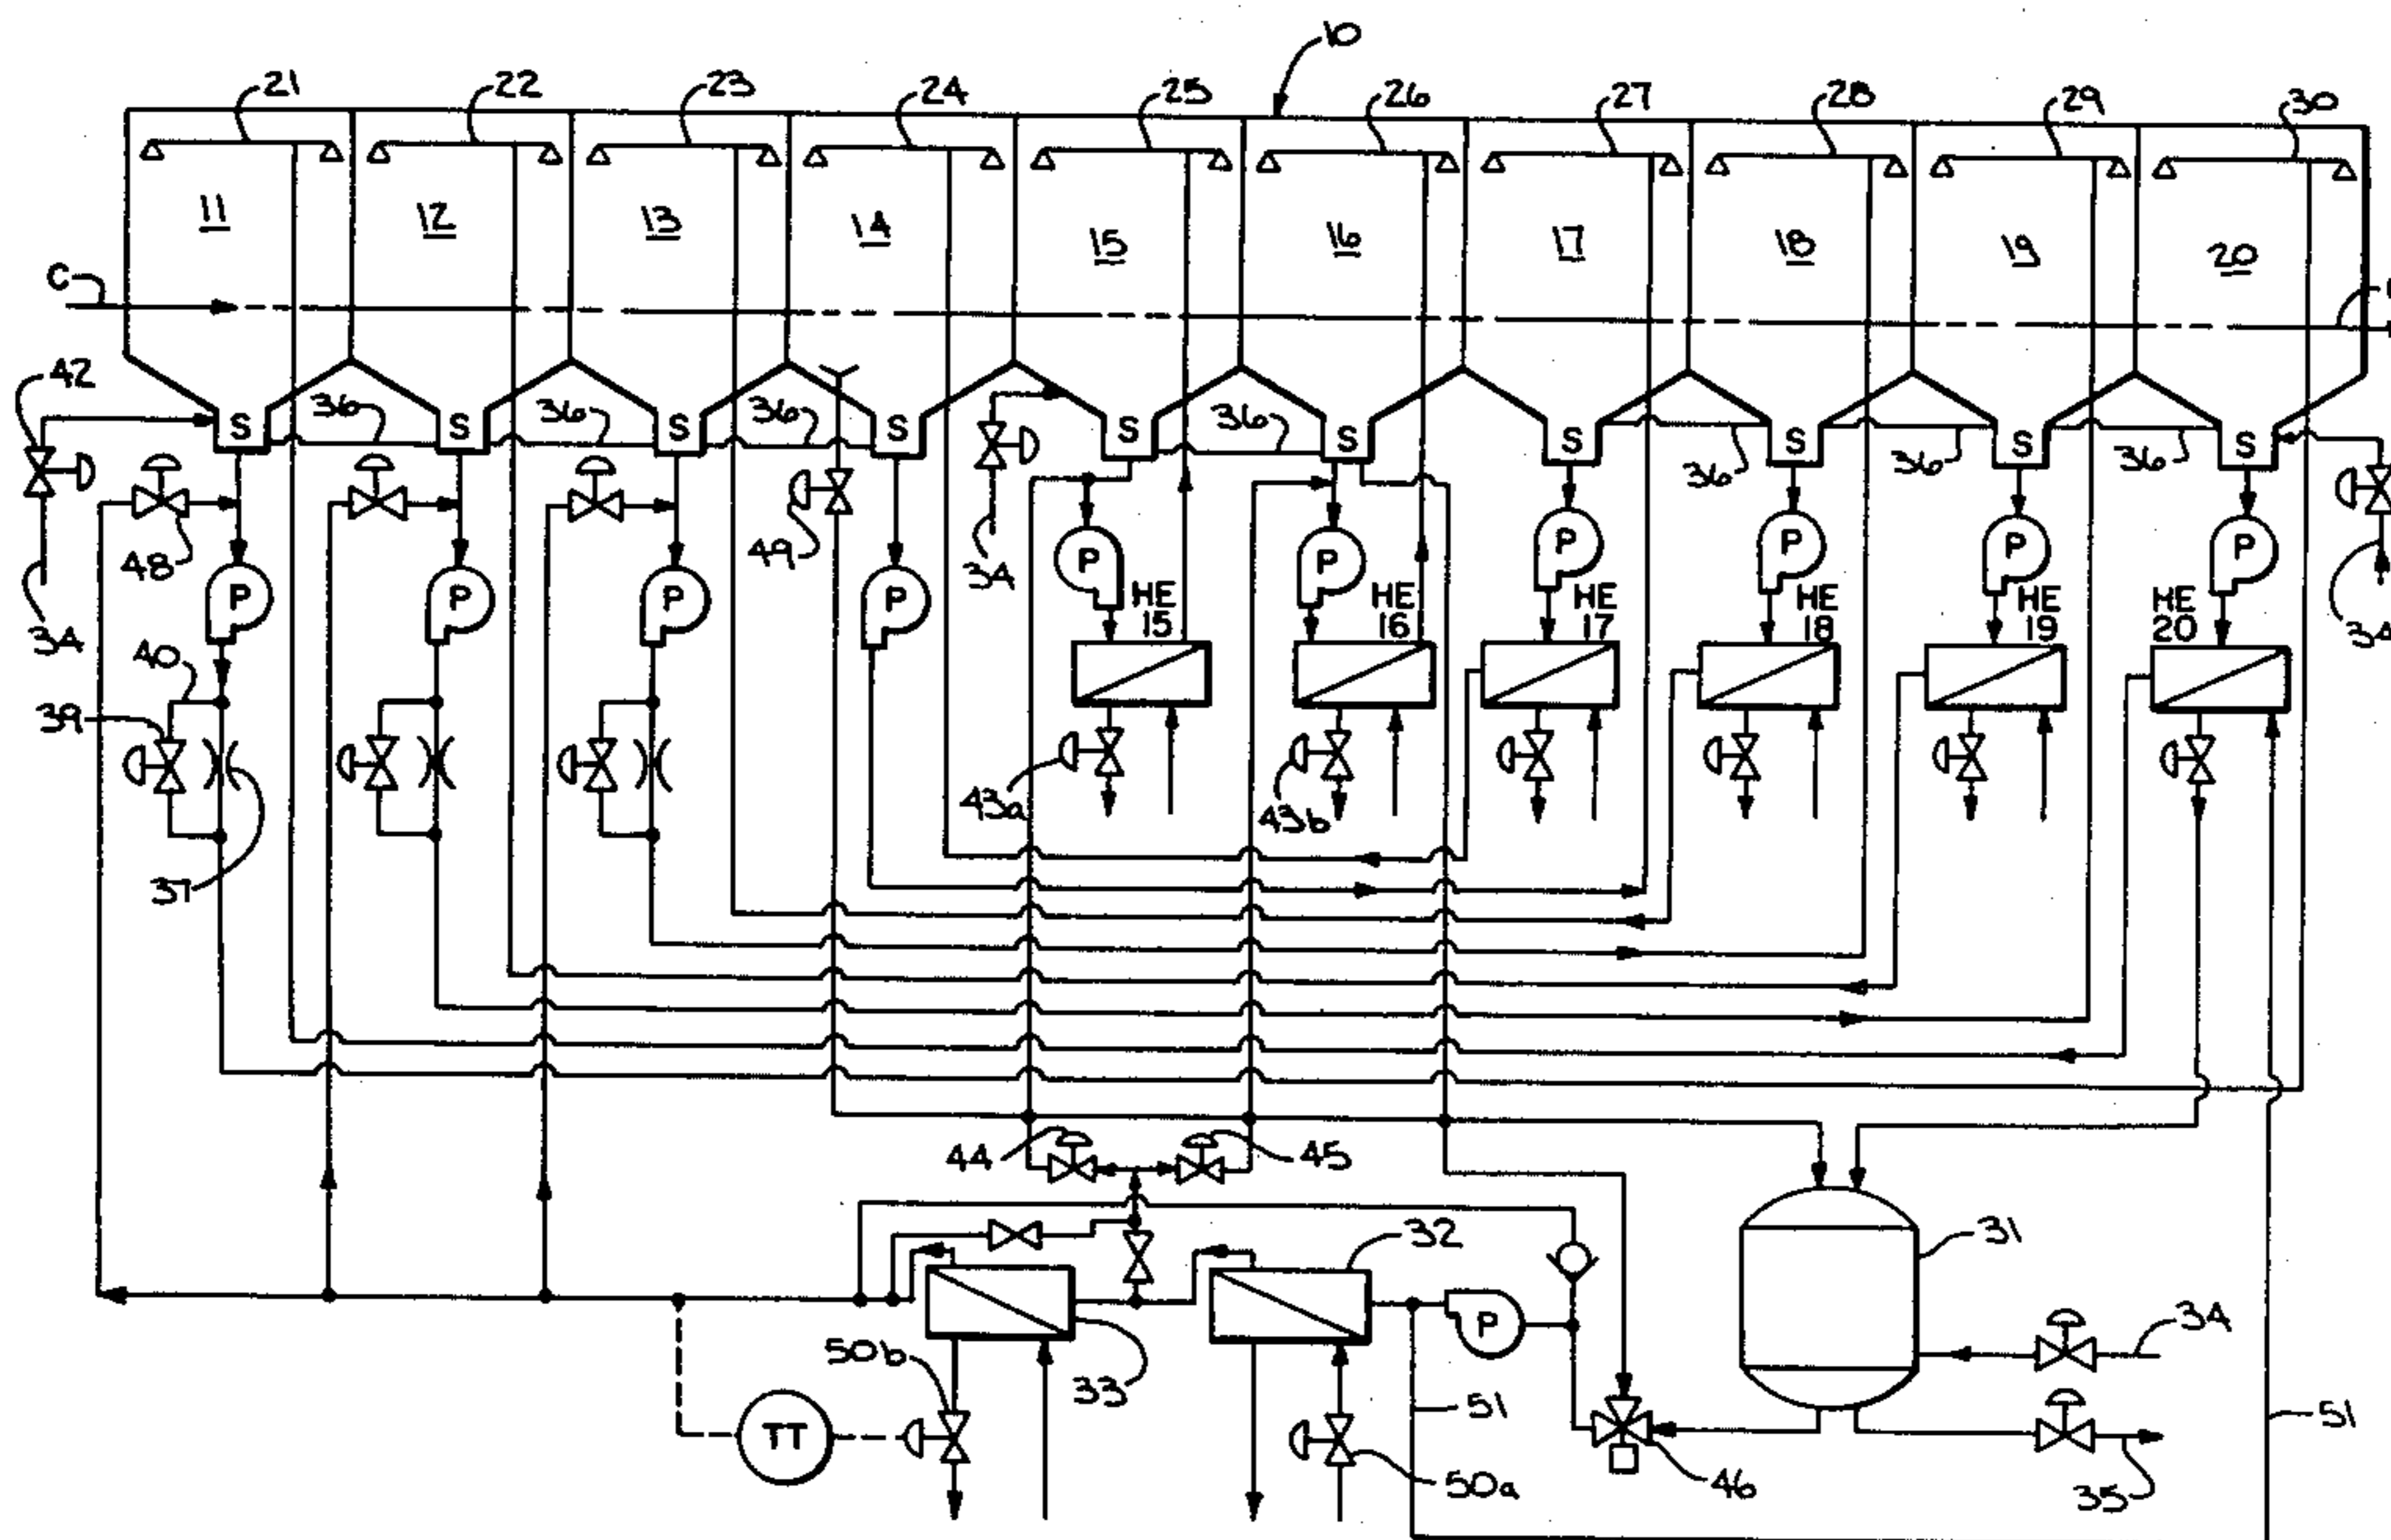 10
21 22 23 24 25 26 27 28 29 30
11 12 13 14 15 16 17 18 19 20
C
42 36 36 36 36 36 36 36
S S S S S S S S S S
48 49 34 34 34
P P P P P P P P P P
HE 15 HE 16 HE 17 HE 18 HE 19 HE 20
40
39
37 43a 43b
44 45
32 31
34
50b 33 P
TT 51 51
50a 46 35